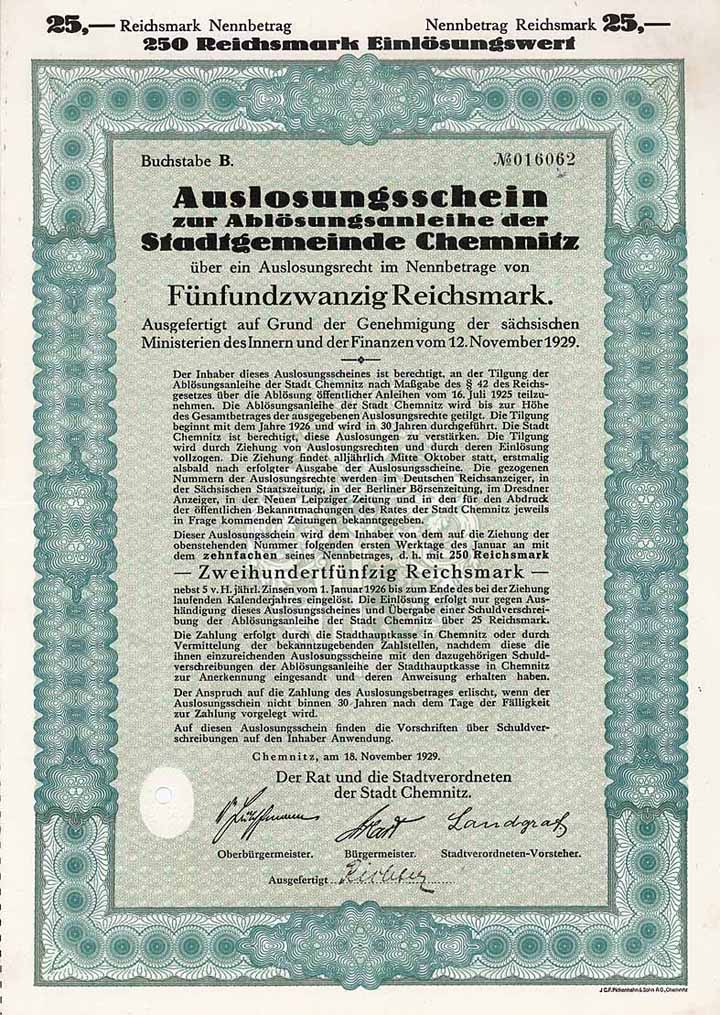 25,— Reichsmark Nennbetrag Nennbetrag Reichsmark 25,—
250 Reichsmark Einlösungswert
Buchstabe B. №016062
Auslosungsschein
zur Ablösungsanleihe der
Stadtgemeinde Chemnitz
über ein Auslosungsrecht im Nennbetrage von
Fünfundzwanzig Reichsmark.
Ausgefertigt auf Grund der Genehmigung der sächsischen
Ministerien des Innern und der Finanzen vom 12. November 1929.
Der Inhaber dieses Auslosungsscheines ist berechtigt, an der Tilgung der
Ablösungsanleihe der Stadt Chemnitz nach Maßgabe des § 42 des Reichs-
gesetzes über die Ablösung öffentlicher Anleihen vom 16. Juli 1925 teilzu-
nehmen. Die Ablösungsanleihe der Stadt Chemnitz wird bis zur Höhe
des Gesamtbetrages der ausgegebenen Auslosungsrechte getilgt. Die Tilgung
beginnt mit dem Jahre 1926 und wird in 30 Jahren durchgeführt. Die Stadt
Chemnitz ist berechtigt, diese Auslosungen zu verstärken. Die Tilgung
wird durch Ziehung von Auslosungsrechten und durch deren Einlösung
vollzogen. Die Ziehung findet alljährlich Mitte Oktober statt, erstmalig
alsbald nach erfolgter Ausgabe der Auslosungsscheine. Die gezogenen
Nummern der Auslosungsrechte werden im Deutschen Reichsanzeiger, in
der Sächsischen Staatszeitung, in der Berliner Börsenzeitung, im Dresdner
Anzeiger, in der Neuen Leipziger Zeitung und in den für den Abdruck
der öffentlichen Bekanntmachungen des Rates der Stadt Chemnitz jeweils
in Frage kommenden Zeitungen bekanntgegeben.
Dieser Auslosungsschein wird dem Inhaber von dem auf die Ziehung der
obenstehenden Nummer folgenden ersten Werktage des Januar an mit
dem zehnfachen seines Nennbetrages, d. h. mit 250 Reichsmark
— Zweihundertfünfzig Reichsmark —
nebst 5 v. H. jährl. Zinsen vom 1. Januar 1926 bis zum Ende des bei der Ziehung
laufenden Kalenderjahres eingelöst. Die Einlösung erfolgt nur gegen Aus-
händigung dieses Auslosungsscheines und Übergabe einer Schuldverschrei-
bung der Ablösungsanleihe der Stadt Chemnitz über 25 Reichsmark.
Die Zahlung erfolgt durch die Stadthauptkasse in Chemnitz oder durch
Vermittelung der bekanntzugebenden Zahlstellen, nachdem diese die
ihnen einzureichenden Auslosungsscheine mit den dazugehörigen Schuld-
verschreibungen der Ablösungsanleihe der Stadthauptkasse in Chemnitz
zur Anerkennung eingesandt und deren Anweisung erhalten haben.
Der Anspruch auf die Zahlung des Auslosungsbetrages erlischt, wenn der
Auslosungsschein nicht binnen 30 Jahren nach dem Tage der Fälligkeit
zur Zahlung vorgelegt wird.
Auf diesen Auslosungsschein finden die Vorschriften über Schuldver-
schreibungen auf den Inhaber Anwendung.
Chemnitz, am 18. November 1929.
Der Rat und die Stadtverordneten
der Stadt Chemnitz.
Landgraf
Oberbürgermeister. Bürgermeister. Stadtverordneten-Vorsteher.
Ausgefertigt
J.C.F. Pickenhahn & Sohn A.G., Chemnitz